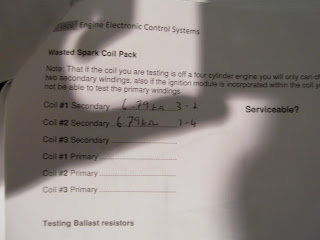 Engine Electronic Control Systems
Wasted Spark Coil Pack
Note: That if the coil you are testing is off a four cylinder engine you will only can
two secondary windings, also if the ignition module is incorporated within the coil
not be able to test the primary windings
Coil #1 Secondary 6.79kΩ 3-2
Serviceable?
Coil #2 Secondary 6.79kΩ 1-4
Coil #3 Secondary
Coil #1 Primary
Coil #2 Primary
Coil #3 Primary
Testing Ballast resistors